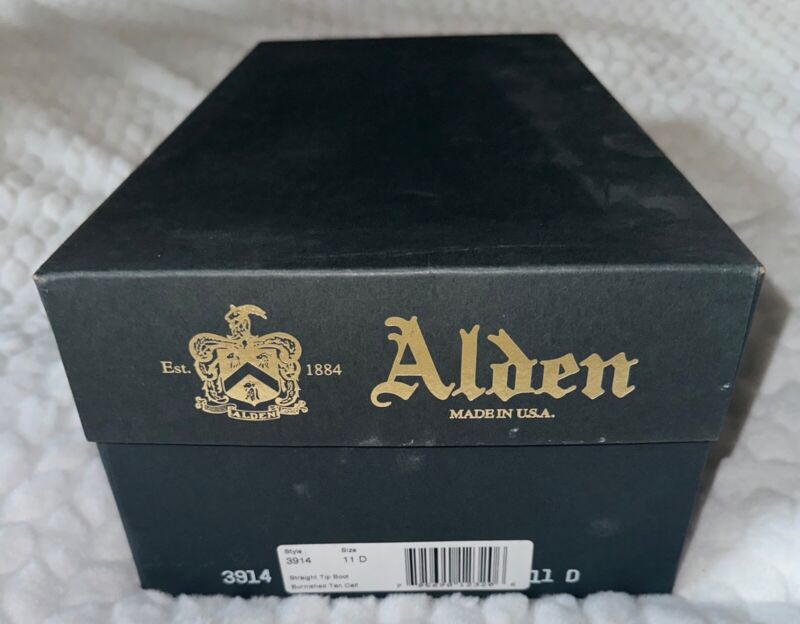 Est. 1884
ALDEN
Alden
MADE IN U.S.A.
Style Size
3914 11 D
Straight Tip Boot
Burnished Tan Calf
3914 11 D